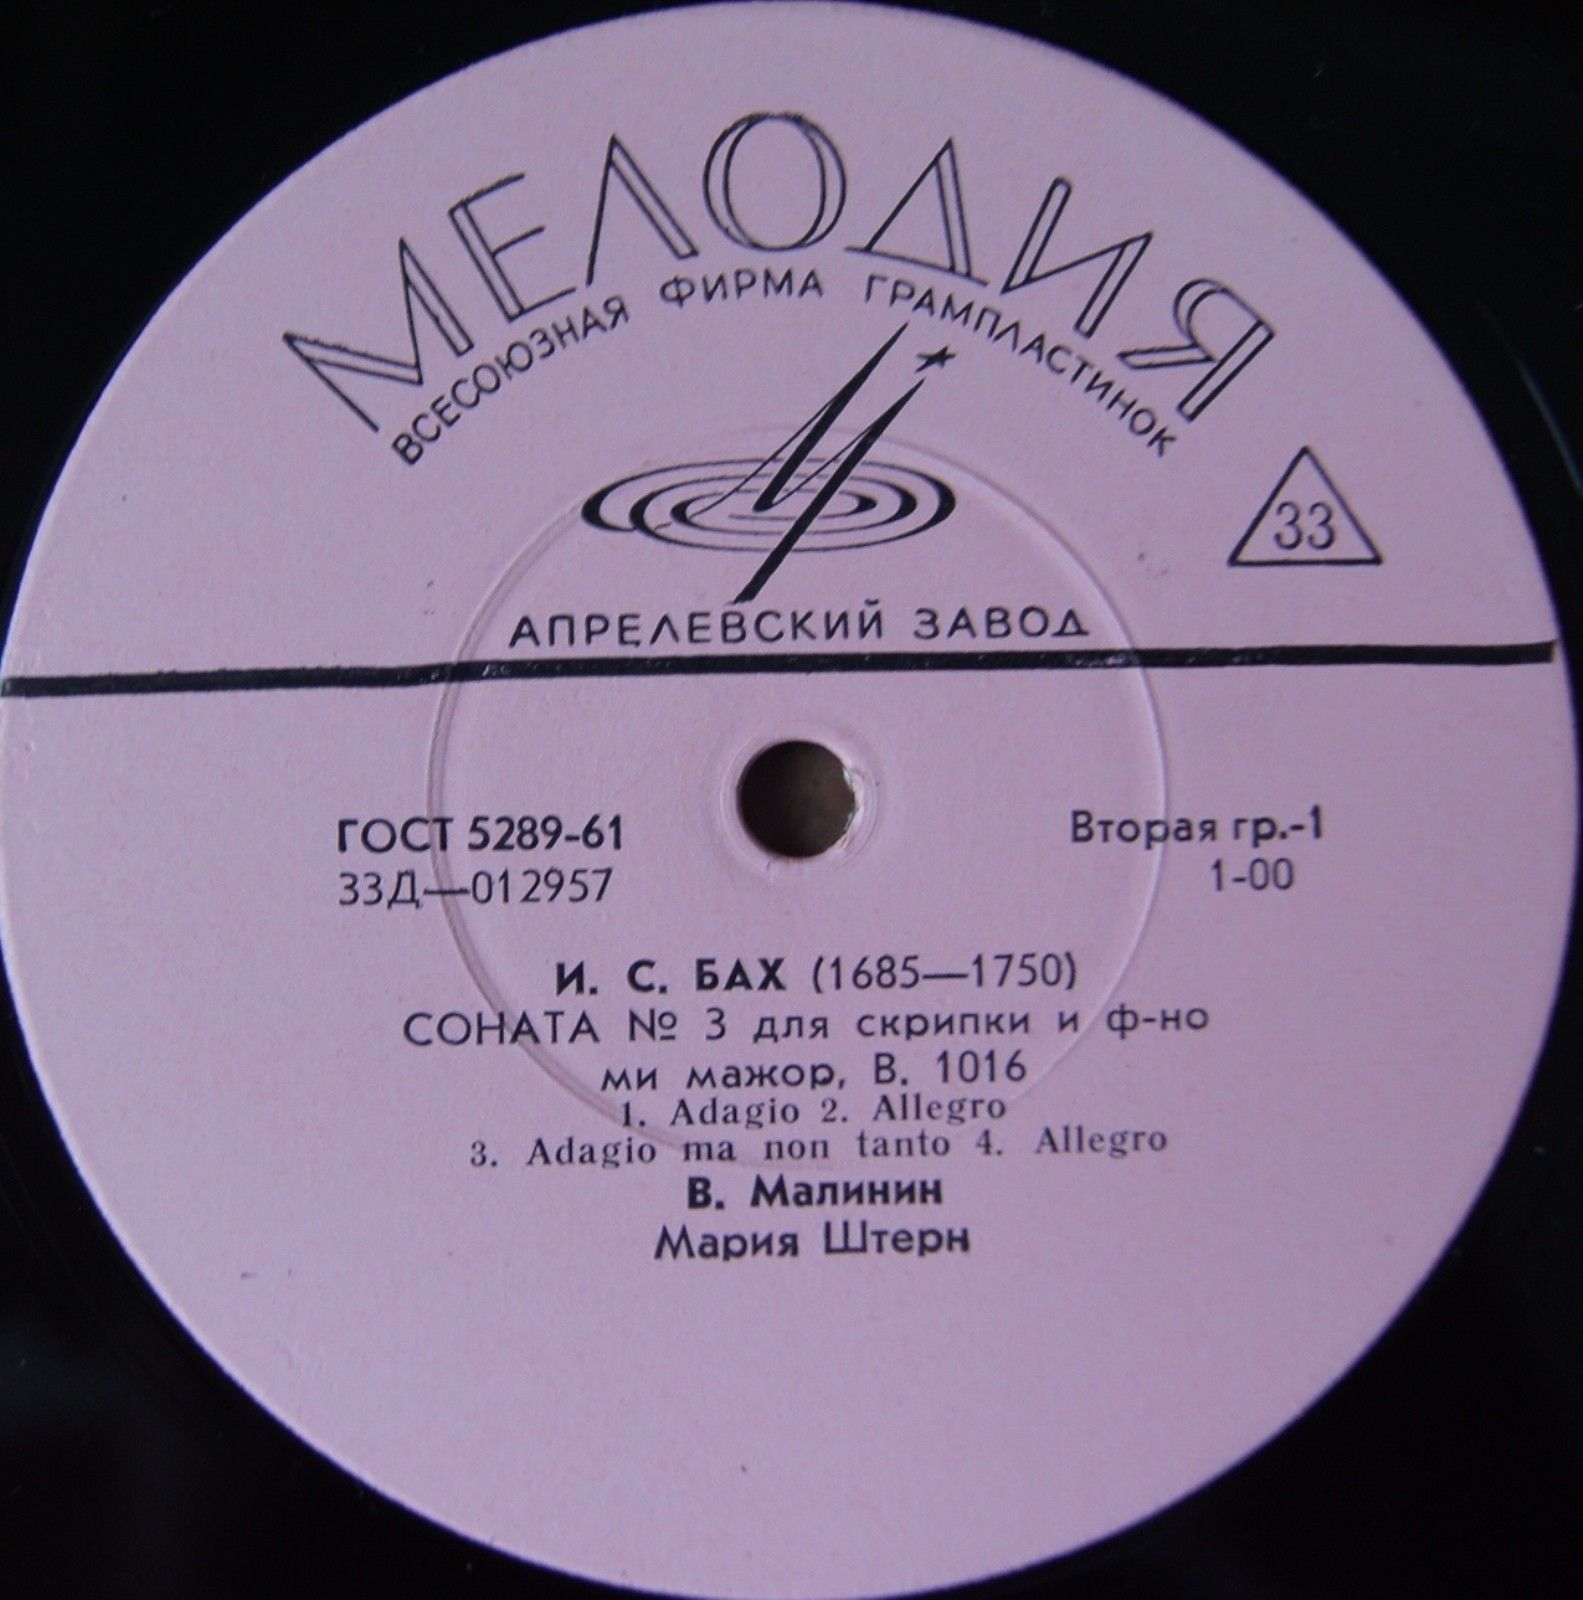 МЕЛОДИЯ
ВСЕСОЮЗНАЯ ФИРМА ГРАМПЛАСТИНОК
33
АПРЕЛЕВСКИЙ ЗАВОД
ГОСТ 5289-61
Вторая гр.-1
33Д—012957
1-00
И. С. БАХ (1685—1750)
СОНАТА № 3 для скрипки и ф-но
ми мажор, В. 1016
1. Adagio 2. Allegro
3. Adagio ma non tanto 4. Allegro
В. Малинин
Мария Штерн